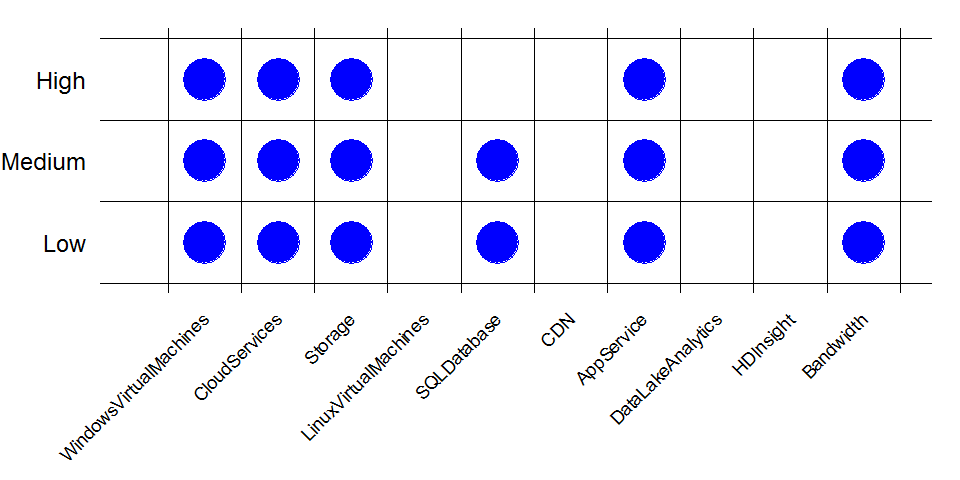 High
Medium
Low
WindowsVirtualMachines
CloudServices
Storage
LinuxVirtualMachines
SQLDatabase
CDN
AppService
DataLakeAnalytics
HDInsight
Bandwidth